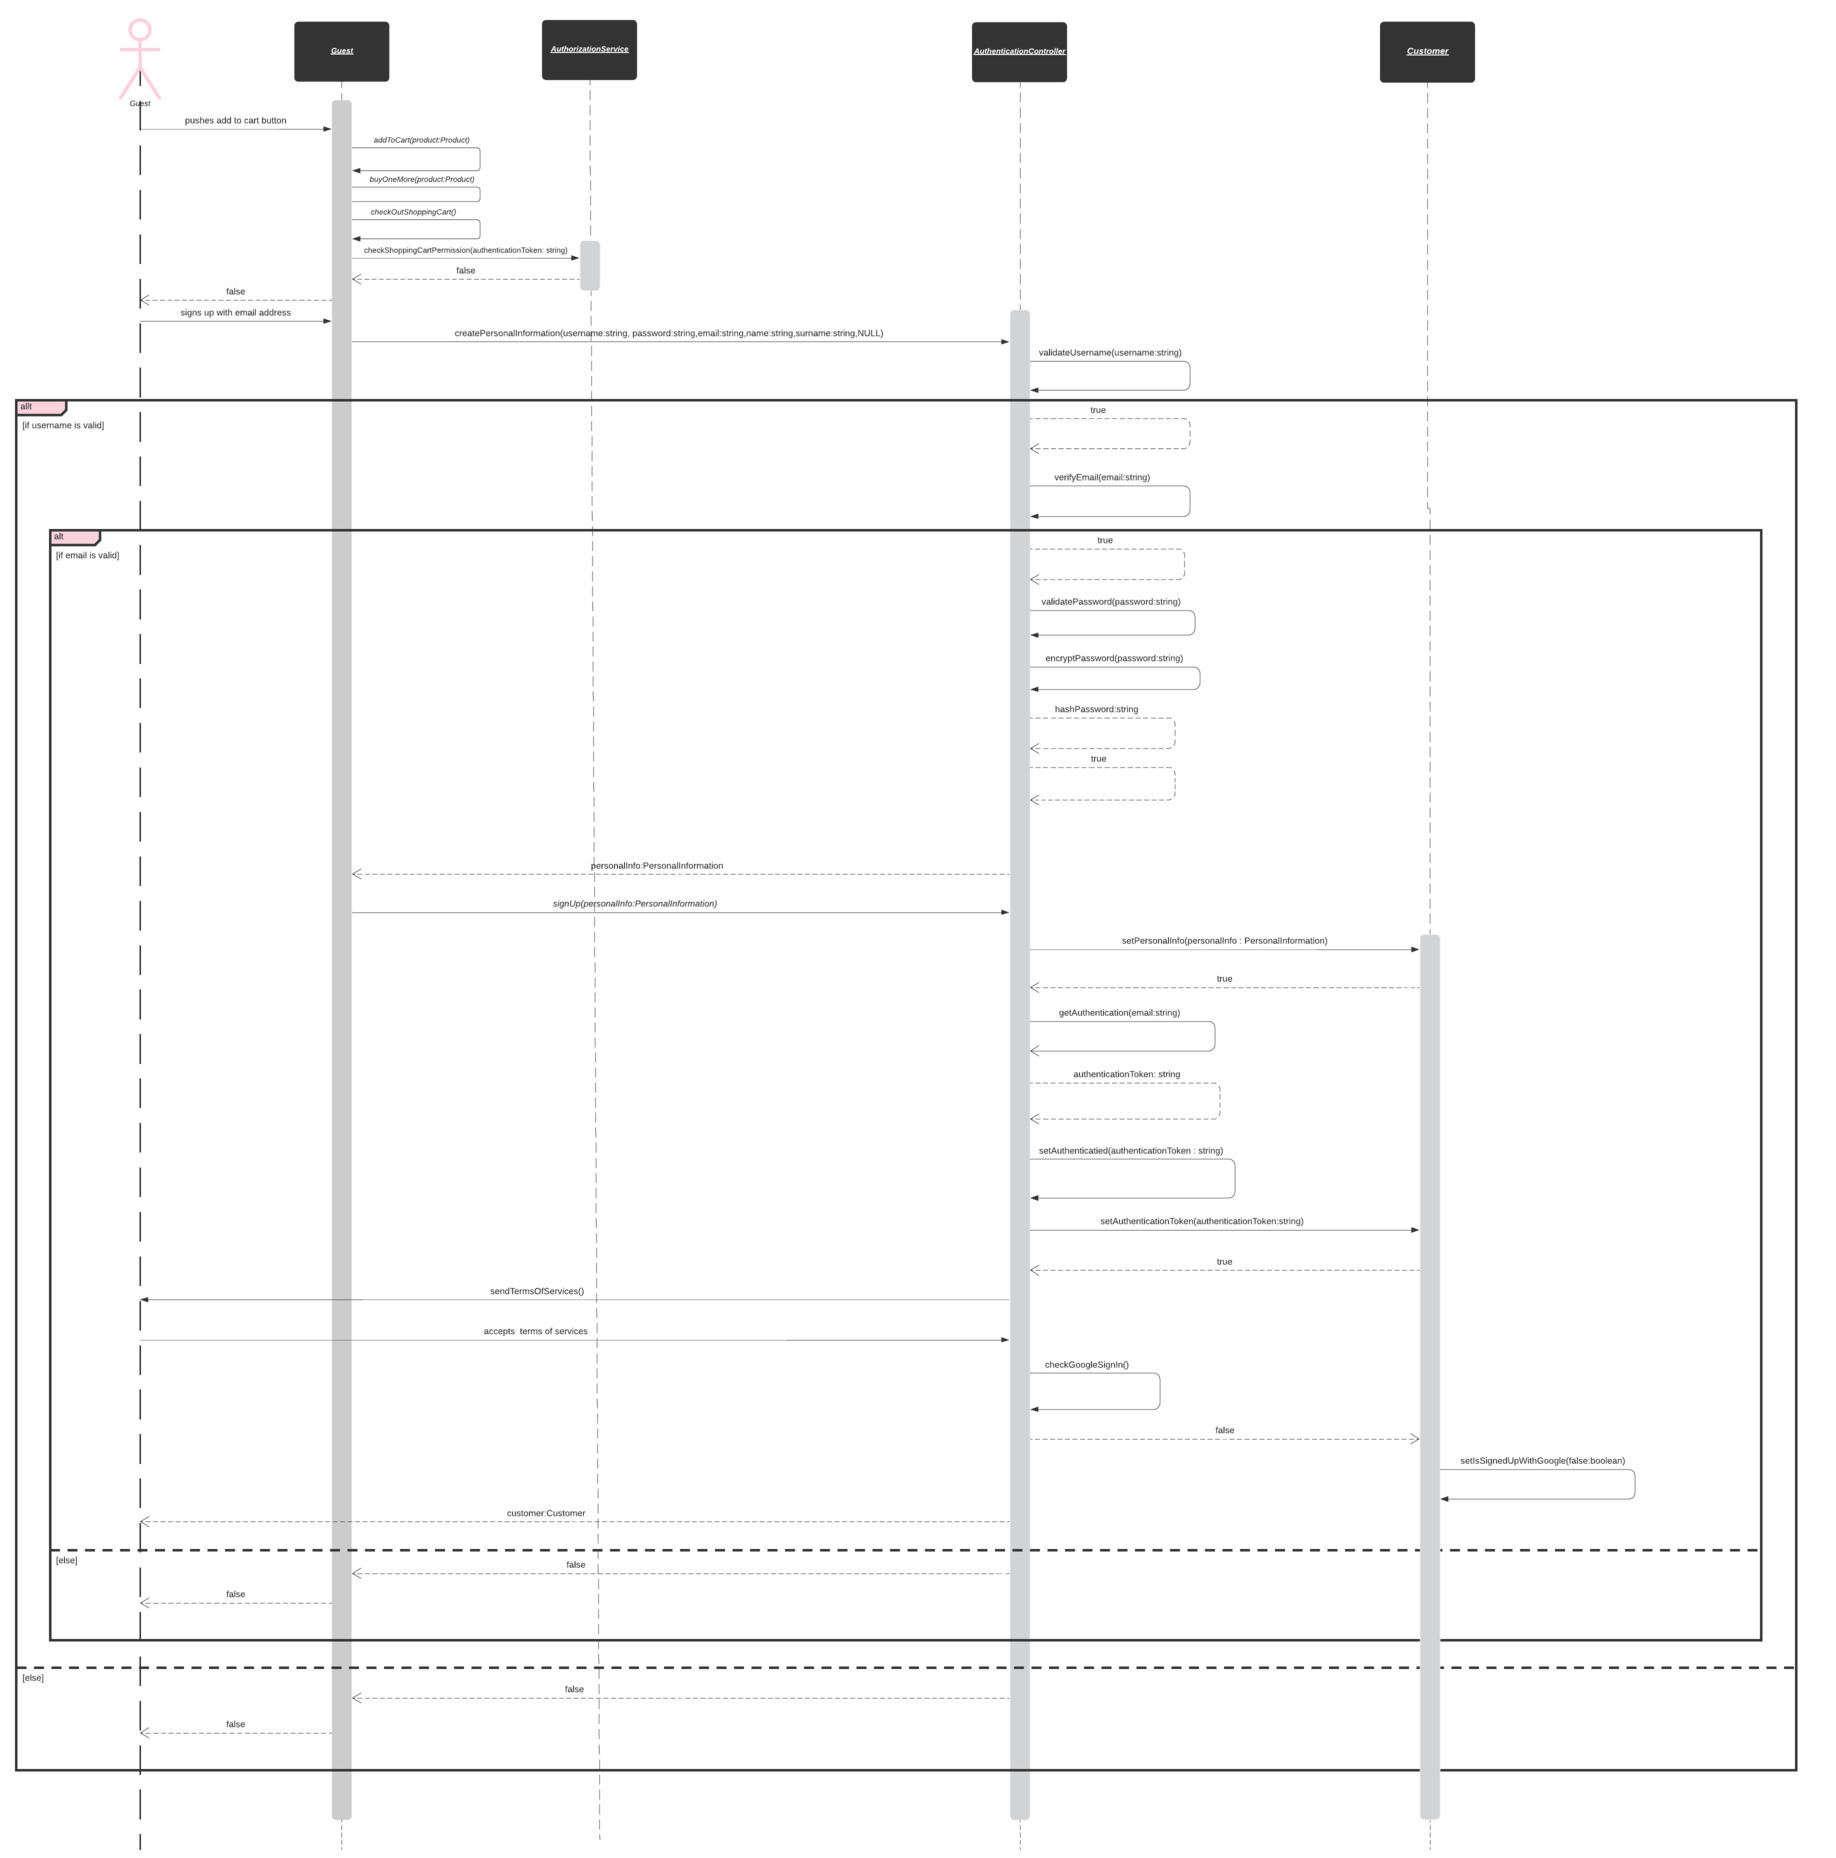 Guest
AuthorizationService
AuthenticationController
Customer
Guest
pushes add to cart button
addToCart(product:Product)
buyOneMore(product:Product)
checkOutShoppingCart()
checkShoppingCartPermission(authenticationToken: string)
false
false
signs up with email address
createPersonalInformation(username:string, password:string,email:string,name:string,surname:string,NULL)
validateUsername(username:string)
allt
true
[if username is valid]
verifyEmail(email:string)
alt
true
[if email is valid]
validatePassword(password:string)
encryptPassword(password:string)
hashPassword:string
true
personalInfo:PersonalInformation
signUp(personalInfo:PersonalInformation)
setPersonalInfo(personalInfo : PersonalInformation)
true
getAuthentication(email:string)
authenticationToken: string
setAuthenticatied(authenticationToken : string)
setAuthenticationToken(authenticationToken:string)
true
sendTermsOfServices()
accepts  terms of services
checkGoogleSignIn()
false
setIsSignedUpWithGoogle(false:boolean)
customer:Customer
[else]
false
false
[else]
false
false